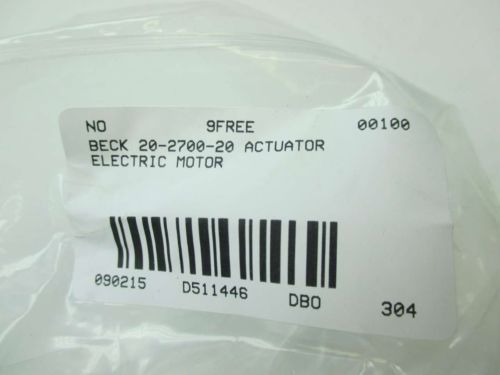 NO 9FREE 00100
BECK 20-2700-20 ACTUATOR
ELECTRIC MOTOR
090215 D511446 DBO 304